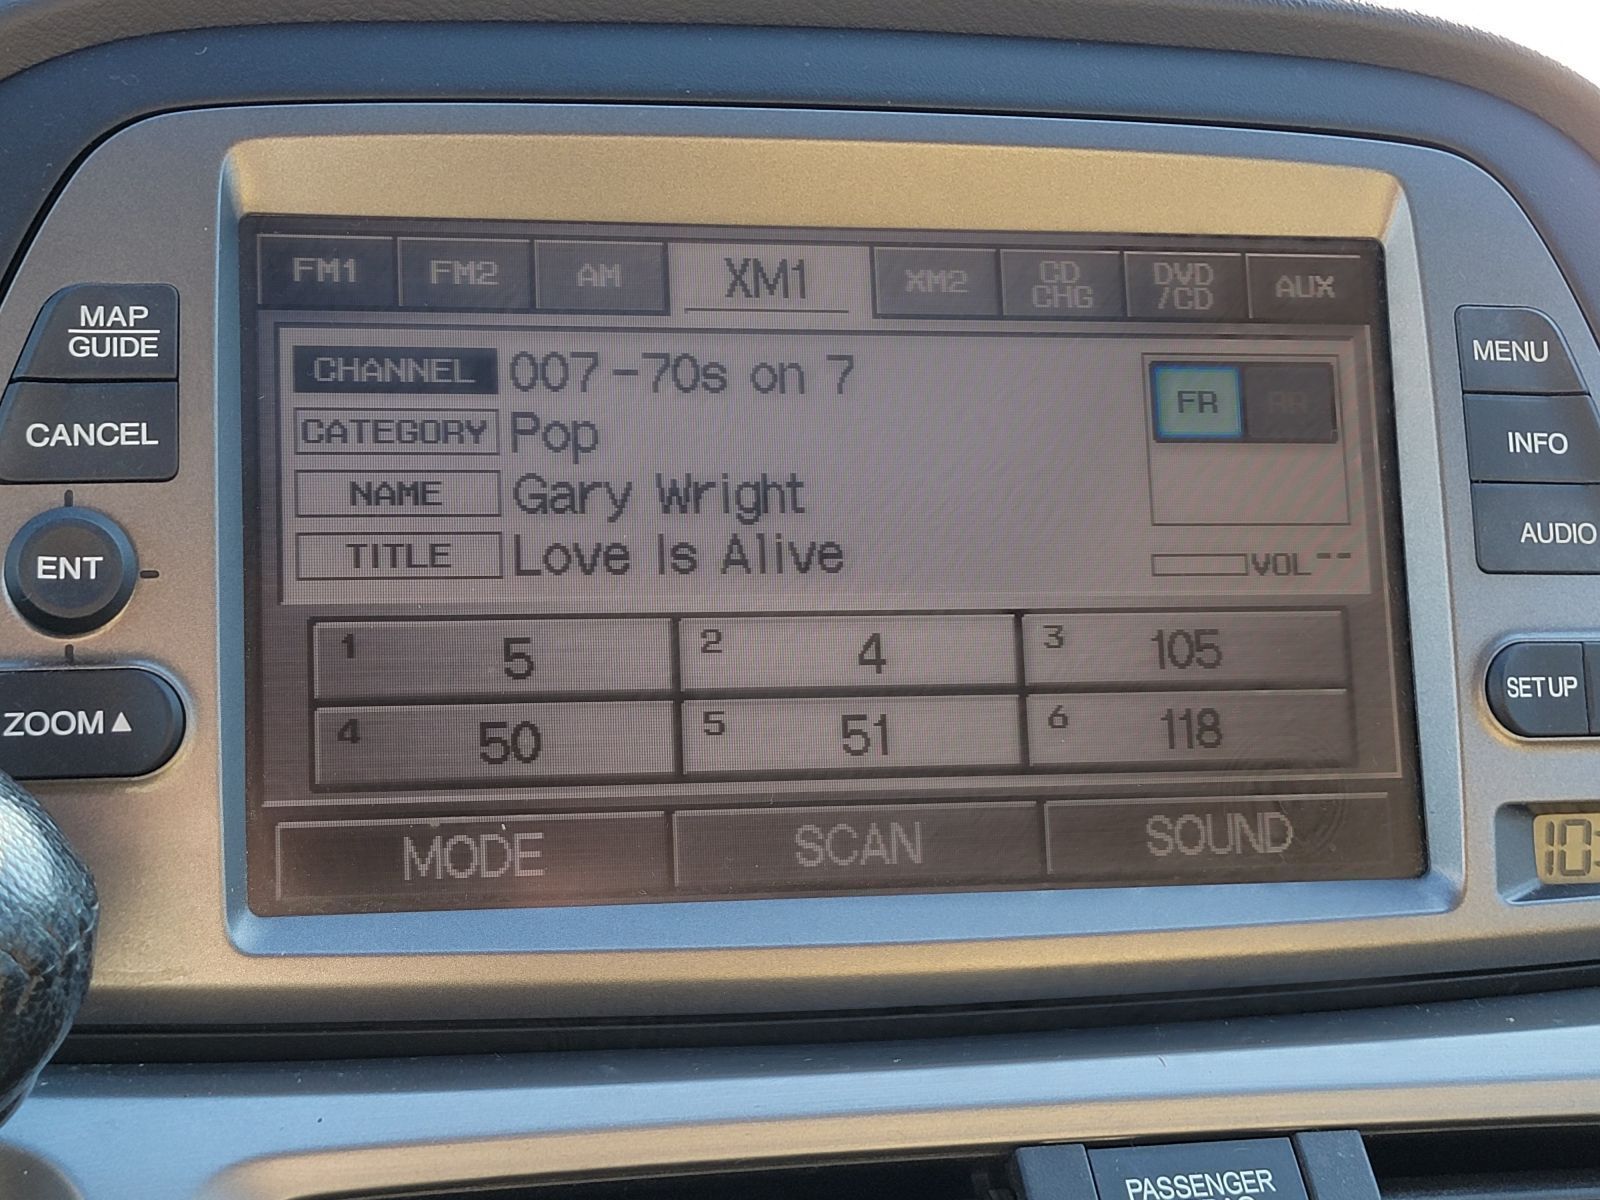 FM1 FM2 AM XM1 XM2 CD CHG DVD /CD AUX
MAP
GUIDE
CANCEL
ENT
ZOOM▲
CHANNEL 007-70s on 7
CATEGORY Pop
NAME Gary Wright
TITLE Love Is Alive
FR
VOL--
1 5 2 4 3 105
4 50 5 51 6 118
MODE SCAN SOUND
MENU
INFO
AUDIO
SETUP
10:
PASSENGER